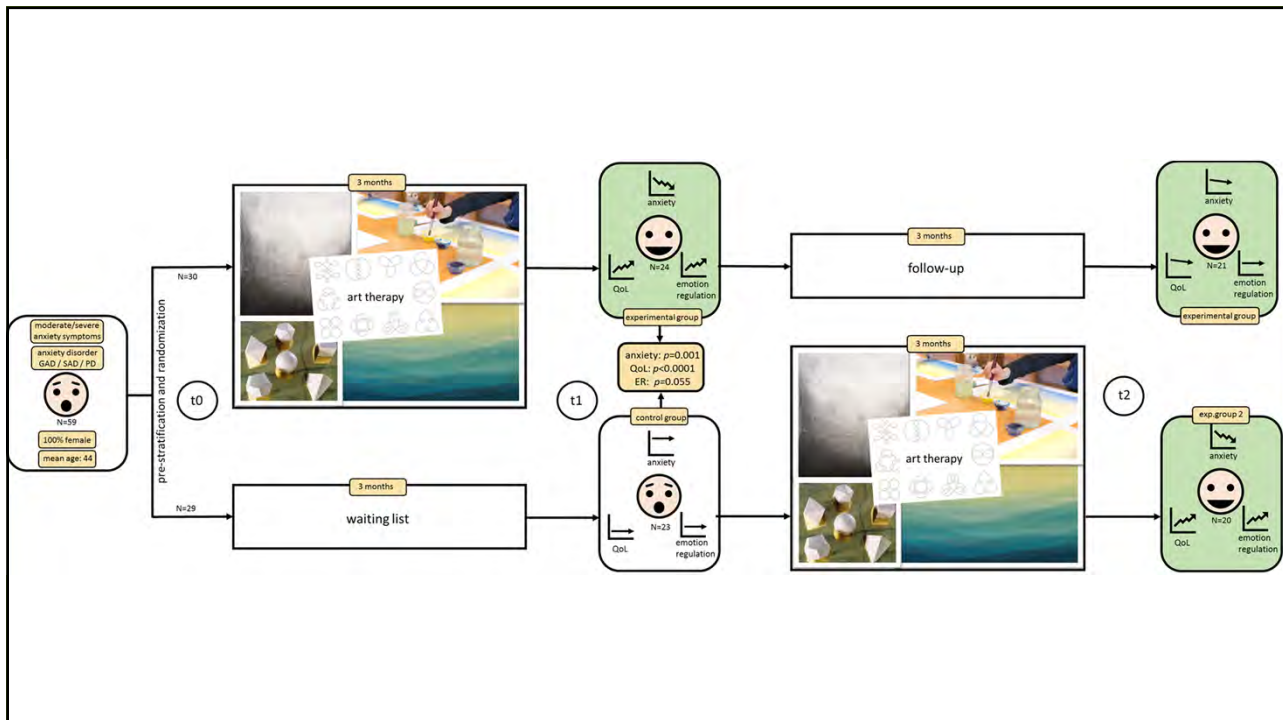 moderate/severe
anxiety symptoms
anxiety disorder
GAD / SAD / PD
N=59
100% female
mean age: 44
pre-stratification and randomization
N=30
N=29
t0
3 months
art therapy
3 months
waiting list
t1
anxiety
N=24
QoL
emotion
regulation
experimental group
anxiety: p=0.001
QoL: p<0.0001
ER: p=0.055
control group
anxiety
N=23
QoL
emotion
regulation
3 months
follow-up
3 months
art therapy
t2
anxiety
N=21
QoL
emotion
regulation
experimental group
exp.group 2
anxiety
N=20
QoL
emotion
regulation